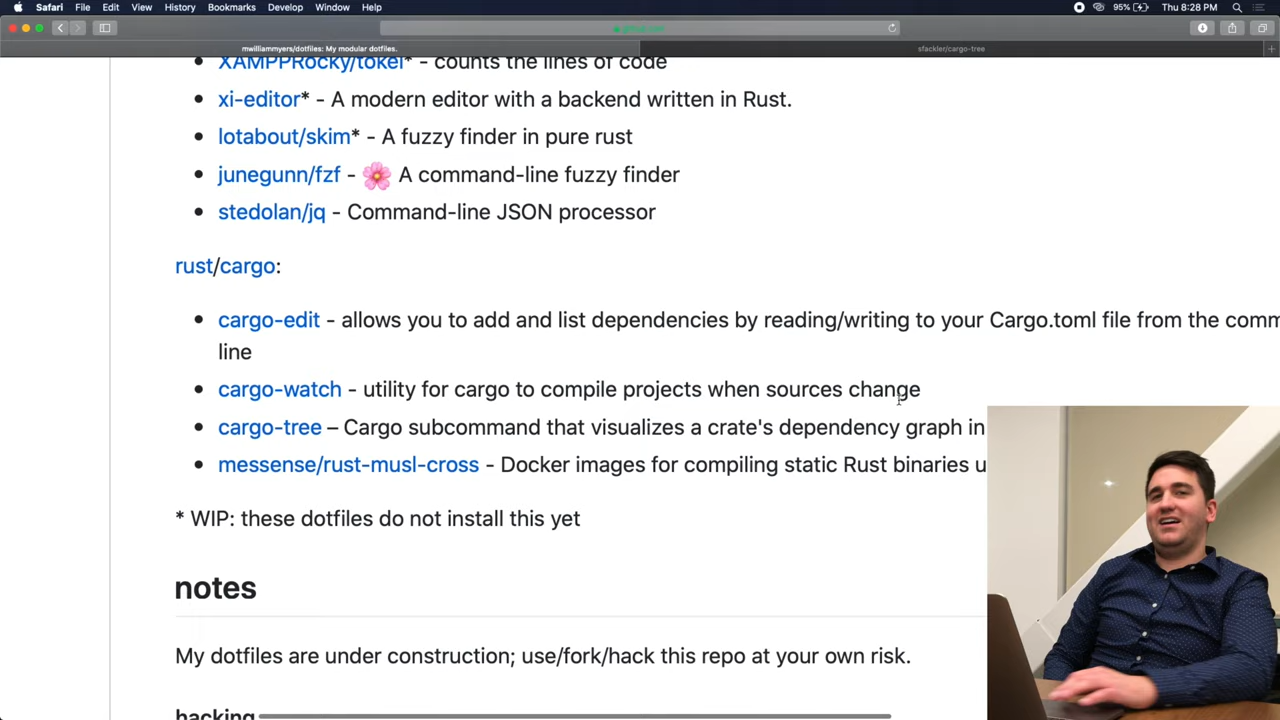 Safari File Edit View History Bookmarks Develop Window Help 95% Thu 8:28 PM
github.com
mwilliammyers/dotfiles: My modular dotfiles. sfackler/cargo-tree
XAMPPRocky/tokei* - counts the lines of code
xi-editor* - A modern editor with a backend written in Rust.
lotabout/skim* - A fuzzy finder in pure rust
junegunn/fzf - 🌸 A command-line fuzzy finder
stedolan/jq - Command-line JSON processor
rust/cargo:
cargo-edit - allows you to add and list dependencies by reading/writing to your Cargo.toml file from the comm
line
cargo-watch - utility for cargo to compile projects when sources change
cargo-tree – Cargo subcommand that visualizes a crate's dependency graph in
messense/rust-musl-cross - Docker images for compiling static Rust binaries u
* WIP: these dotfiles do not install this yet
notes
My dotfiles are under construction; use/fork/hack this repo at your own risk.
hacking